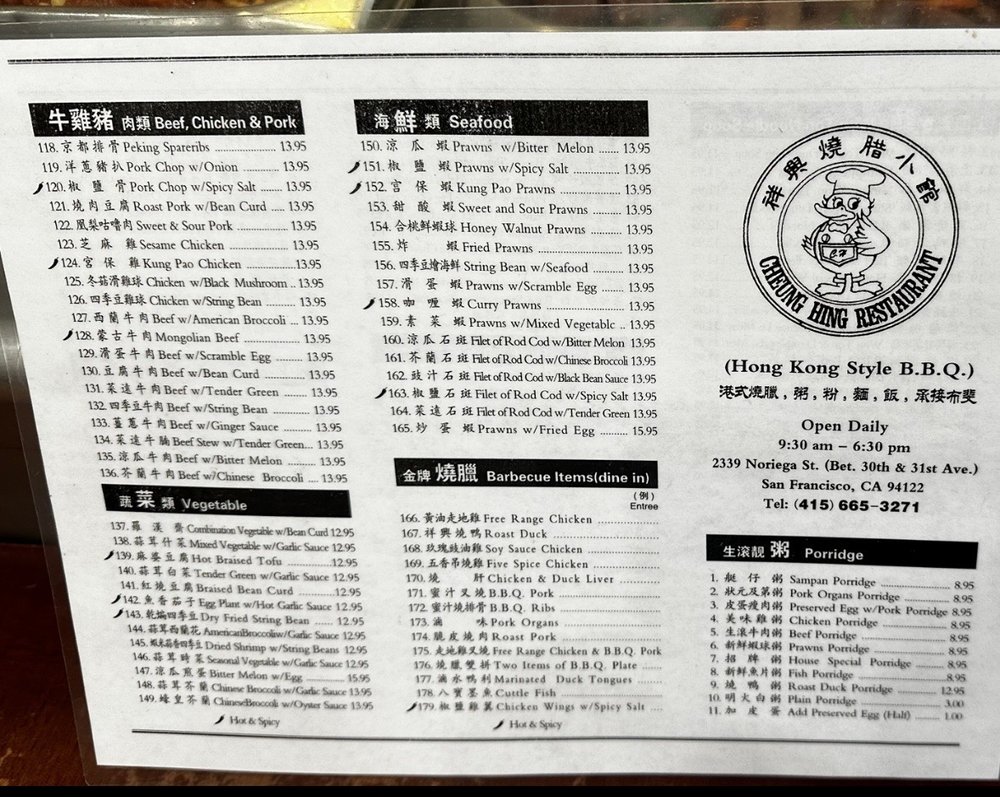 牛雞豬 肉類 Beef, Chicken & Pork
118. 京都排骨 Peking Spareribs ..................... 13.95
119. 洋蔥豬扒 Pork Chop w/Onion ............. 13.95
120. 椒鹽骨 Pork Chop w/Spicy Salt ....... 13.95
121. 燒肉豆腐 Roast Pork w/Bean Curd ..... 13.95
122. 鳳梨咕嚕肉 Sweet & Sour Pork ............... 13.95
123. 芝麻雞 Sesame Chicken .................. 13.95
124. 宮保雞 Kung Pao Chicken ............... 13.95
125. 冬菇滑雞球 Chicken w/Black Mushroom .. 13.95
126. 四季豆雞球 Chicken w/String Bean .......... 13.95
127. 西蘭牛肉 Beef w/American Broccoli ... 13.95
128. 蒙古牛肉 Mongolian Beef ................... 13.95
129. 滑蛋牛肉 Beef w/Scramble Egg ......... 13.95
130. 豆腐牛肉 Beef w/Bean Curd ............... 13.95
131. 菜遠牛肉 Beef w/Tender Green .......... 13.95
132. 四季豆牛肉 Beef w/String Bean ............... 13.95
133. 薑蔥牛肉 Beef w/Ginger Sauce .......... 13.95
134. 菜遠牛腩 Beef Stew w/Tender Green... 13.95
135. 涼瓜牛肉 Beef w/Bitter Melon ........... 13.95
136. 芥蘭牛肉 Beef w/Chinese Broccoli .... 13.95
蔬菜類 Vegetable
137. 羅漢齋 Combination Vegetable w/Bean Curd 12.95
138. 蒜茸什菜 Mixed Vegetable w/Garlic Sauce 12.95
139. 麻婆豆腐 Hot Braised Tofu ..................12.95
140. 蒜茸白菜 Tender Green w/Garlic Sauce 12.95
141. 紅燒豆腐 Braised Bean Curd ...............12.95
142. 魚香茄子 Egg Plant w/Hot Garlic Sauce 12.95
143. 乾煸四季豆 Dry Fried String Bean ...... 12.95
144. 蒜茸西蘭花 AmericanBroccoliw/Garlic Sauce 12.95
145. 蝦米蒜香四季豆 Dried Shrimp w/String Beans 12.95
146. 蒜茸時菜 Seasonal Vegetable w/Garlic Sauce 12.95
147. 涼瓜煎蛋 Bitter Melon w/Egg ........... 15.95
148. 蒜茸芥蘭 Chinese Broccoli w/Garlic Sauce 13.95
149. 蠔皇芥蘭 ChineseBroccoli w/Oyster Sauce 13.95
Hot & Spicy
海鮮類 Seafood
150. 涼瓜蝦 Prawns w/Bitter Melon ..... 13.95
151. 椒鹽蝦 Prawns w/Spicy Salt ............ 13.95
152. 宮保蝦 Kung Pao Prawns ............... 13.95
153. 甜酸蝦 Sweet and Sour Prawns ......... 13.95
154. 合桃鮮蝦球 Honey Walnut Prawns ........... 13.95
155. 炸蝦 Fried Prawns ...................... 13.95
156. 四季豆燴海鮮 String Bean w/Seafood .......... 13.95
157. 滑蛋蝦 Prawns w/Scramble Egg ....... 13.95
158. 咖喱蝦 Curry Prawns ..................... 13.95
159. 素菜蝦 Prawns w/Mixed Vegetable .. 13.95
160. 涼瓜石斑 Filet of Rod Cod w/Bitter Melon 13.95
161. 芥蘭石斑 Filet of Rod Cod w/Chinese Broccoli 13.95
162. 豉汁石斑 Filet of Rod Cod w/Black Bean Sauce 13.95
163. 椒鹽石斑 Filet of Rod Cod w/Spicy Salt 13.95
164. 菜遠石斑 Filet of Rod Cod w/Tender Green 13.95
165. 炒蛋蝦 Prawns w/Fried Egg .......... 15.95
金牌 燒臘 Barbecue Items(dine in)
(例)
Entree
166. 黃油走地雞 Free Range Chicken
167. 祥興燒鴨 Roast Duck
168. 玫瑰豉油雞 Soy Sauce Chicken
169. 五香吊燒雞 Five Spice Chicken
170. 燒肝 Chicken & Duck Liver
171. 蜜汁叉燒 B.B.Q. Pork
172. 蜜汁燒排骨 B.B.Q. Ribs
173. 滷味 Pork Organs
174. 脆皮燒肉 Roast Pork
175. 走地雞叉燒 Free Range Chicken & B.B.Q. Pork
176. 燒臘雙拼 Two Items of B.B.Q. Plate
177. 滷水鴨利 Marinated Duck Tongues
178. 八寶墨魚 Cuttle Fish
179. 椒鹽雞翼 Chicken Wings w/Spicy Salt
Hot & Spicy
祥興燒腊小館
C.H
CHEUNG HING RESTAURANT
(Hong Kong Style B.B.Q.)
港式燒臘，粥，粉，麵，飯，承接布斐
Open Daily
9:30 am – 6:30 pm
2339 Noriega St. (Bet. 30th & 31st Ave.)
San Francisco, CA 94122
Tel: (415) 665-3271
生滾靚粥 Porridge
1. 艇仔粥 Sampan Porridge ................... 8.95
2. 狀元及第粥 Pork Organs Porridge ............. 8.95
3. 皮蛋瘦肉粥 Preserved Egg w/Pork Porridge 8.95
4. 美味雞粥 Chicken Porridge .................. 8.95
5. 生滾牛肉粥 Beef Porridge ....................... 8.95
6. 新鮮蝦球粥 Prawns Porridge ................... 8.95
7. 招牌粥 House Special Porridge ......... 8.95
8. 新鮮魚片粥 Fish Porridge ....................... 8.95
9. 燒鴨粥 Roast Duck Porridge ............ 12.95
10. 明火白粥 Plain Porridge ..................... 3.00
11. 加皮蛋 Add Preserved Egg (Half) ........ 1.00